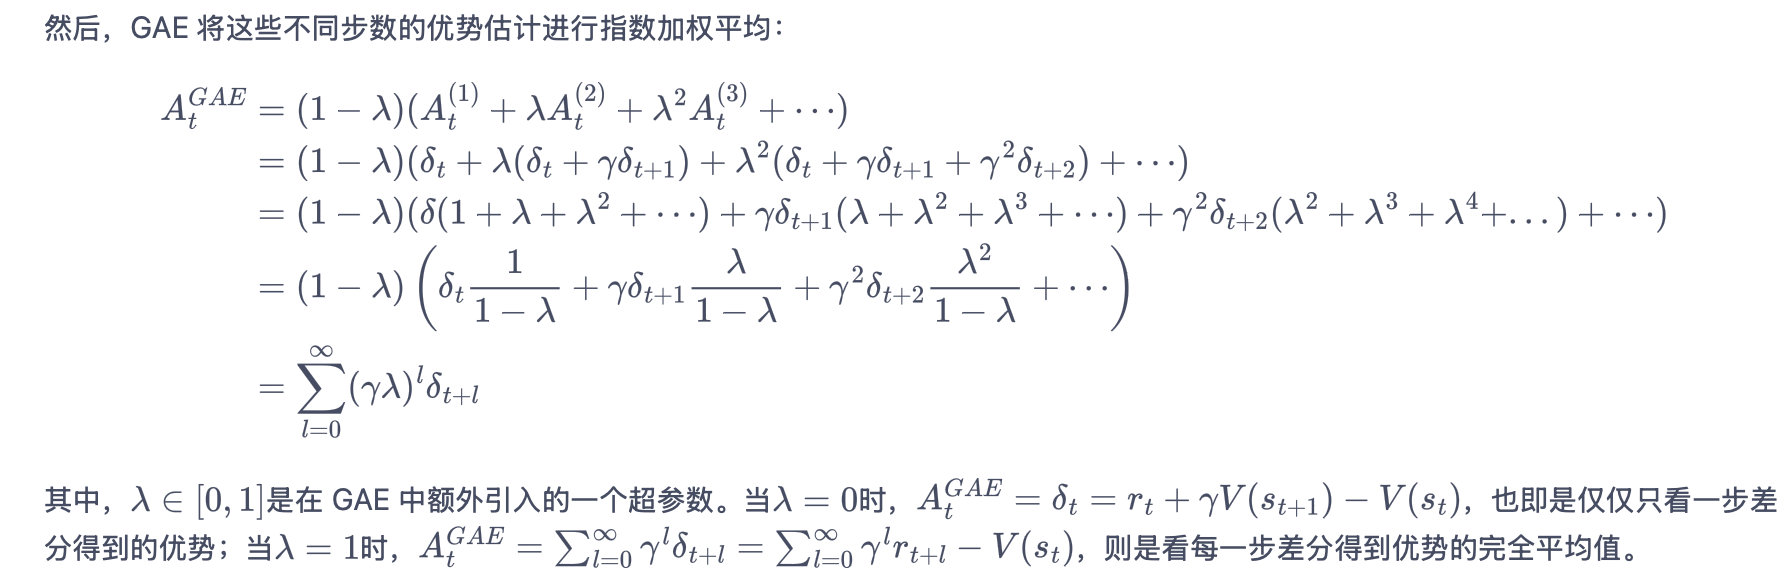 然后，GAE 将这些不同步数的优势估计进行指数加权平均：
$A_t^{GAE} = (1-\lambda)(A_t^{(1)} + \lambda A_t^{(2)} + \lambda^2 A_t^{(3)} + \cdots)$
$= (1-\lambda)(\delta_t + \lambda(\delta_t + \gamma\delta_{t+1}) + \lambda^2(\delta_t + \gamma\delta_{t+1} + \gamma^2\delta_{t+2}) + \cdots)$
$= (1-\lambda)(\delta(1 + \lambda + \lambda^2 + \cdots) + \gamma\delta_{t+1}(\lambda + \lambda^2 + \lambda^3 + \cdots) + \gamma^2\delta_{t+2}(\lambda^2 + \lambda^3 + \lambda^4 + \ldots) + \cdots)$
$= (1-\lambda)\left(\delta_t\frac{1}{1-\lambda} + \gamma\delta_{t+1}\frac{\lambda}{1-\lambda} + \gamma^2\delta_{t+2}\frac{\lambda^2}{1-\lambda} + \cdots\right)$
$= \sum_{l=0}^{\infty}(\gamma\lambda)^l\delta_{t+l}$
其中，$\lambda \in [0,1]$是在 GAE 中额外引入的一个超参数。当$\lambda = 0$时，$A_t^{GAE} = \delta_t = r_t + \gamma V(s_{t+1}) - V(s_t)$，也即是仅仅只看一步差
分得到的优势；当$\lambda = 1$时，$A_t^{GAE} = \sum_{l=0}^{\infty}\gamma^l\delta_{t+l} = \sum_{l=0}^{\infty}\gamma^l r_{t+l} - V(s_t)$，则是看每一步差分得到优势的完全平均值。